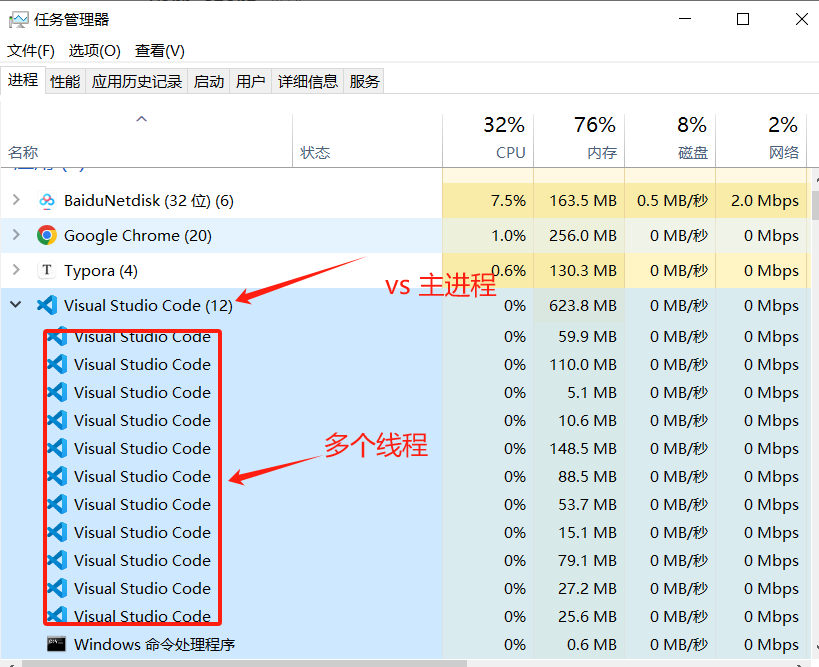 任务管理器
文件(F) 选项(O) 查看(V)
进程 性能 应用历史记录 启动 用户 详细信息 服务
32% 76% 8% 2%
名称 状态 CPU 内存 磁盘 网络
BaiduNetdisk (32 位) (6) 7.5% 163.5 MB 0.5 MB/秒 2.0 Mbps
Google Chrome (20) 1.0% 256.0 MB 0 MB/秒 0 Mbps
T Typora (4) 0.6% 130.3 MB 0 MB/秒 0 Mbps
vs 主进程
Visual Studio Code (12) 0% 623.8 MB 0 MB/秒 0 Mbps
Visual Studio Code 0% 59.9 MB 0 MB/秒 0 Mbps
Visual Studio Code 0% 110.0 MB 0 MB/秒 0 Mbps
Visual Studio Code 0% 5.1 MB 0 MB/秒 0 Mbps
Visual Studio Code 0% 10.6 MB 0 MB/秒 0 Mbps
多个线程
Visual Studio Code 0% 148.5 MB 0 MB/秒 0 Mbps
Visual Studio Code 0% 88.5 MB 0 MB/秒 0 Mbps
Visual Studio Code 0% 53.7 MB 0 MB/秒 0 Mbps
Visual Studio Code 0% 15.1 MB 0 MB/秒 0 Mbps
Visual Studio Code 0% 79.1 MB 0 MB/秒 0 Mbps
Visual Studio Code 0% 27.2 MB 0 MB/秒 0 Mbps
Visual Studio Code 0% 25.6 MB 0 MB/秒 0 Mbps
Windows 命令处理程序 0% 0.6 MB 0 MB/秒 0 Mbps